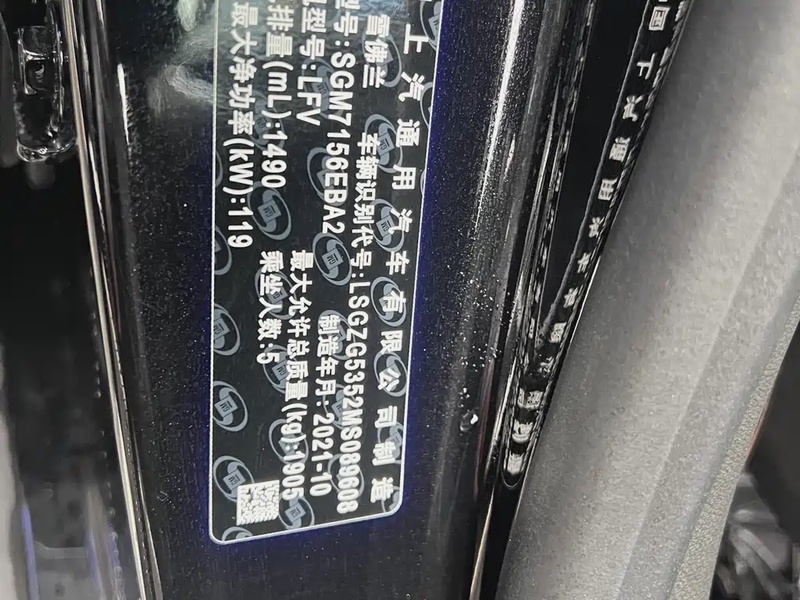 上汽通用汽车有限公司制造
雪佛兰 车辆识别代号:LSGZG5352MS089608
型号:SGM7156EBA2 制造年月:2021-10
机型号:LFV 最大允许总质量(kg):1905
排量(mL):1490 乘坐人数:5
最大净功率(kW):119